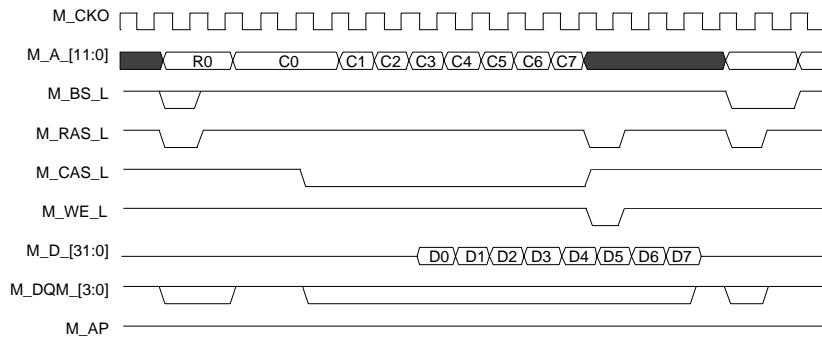 M_CKO
M_A_[11:0] R0 C0 C1 C2 C3 C4 C5 C6 C7
M_BS_L
M_RAS_L
M_CAS_L
M_WE_L
M_D_[31:0] D0 D1 D2 D3 D4 D5 D6 D7
M_DQM_[3:0]
M_AP